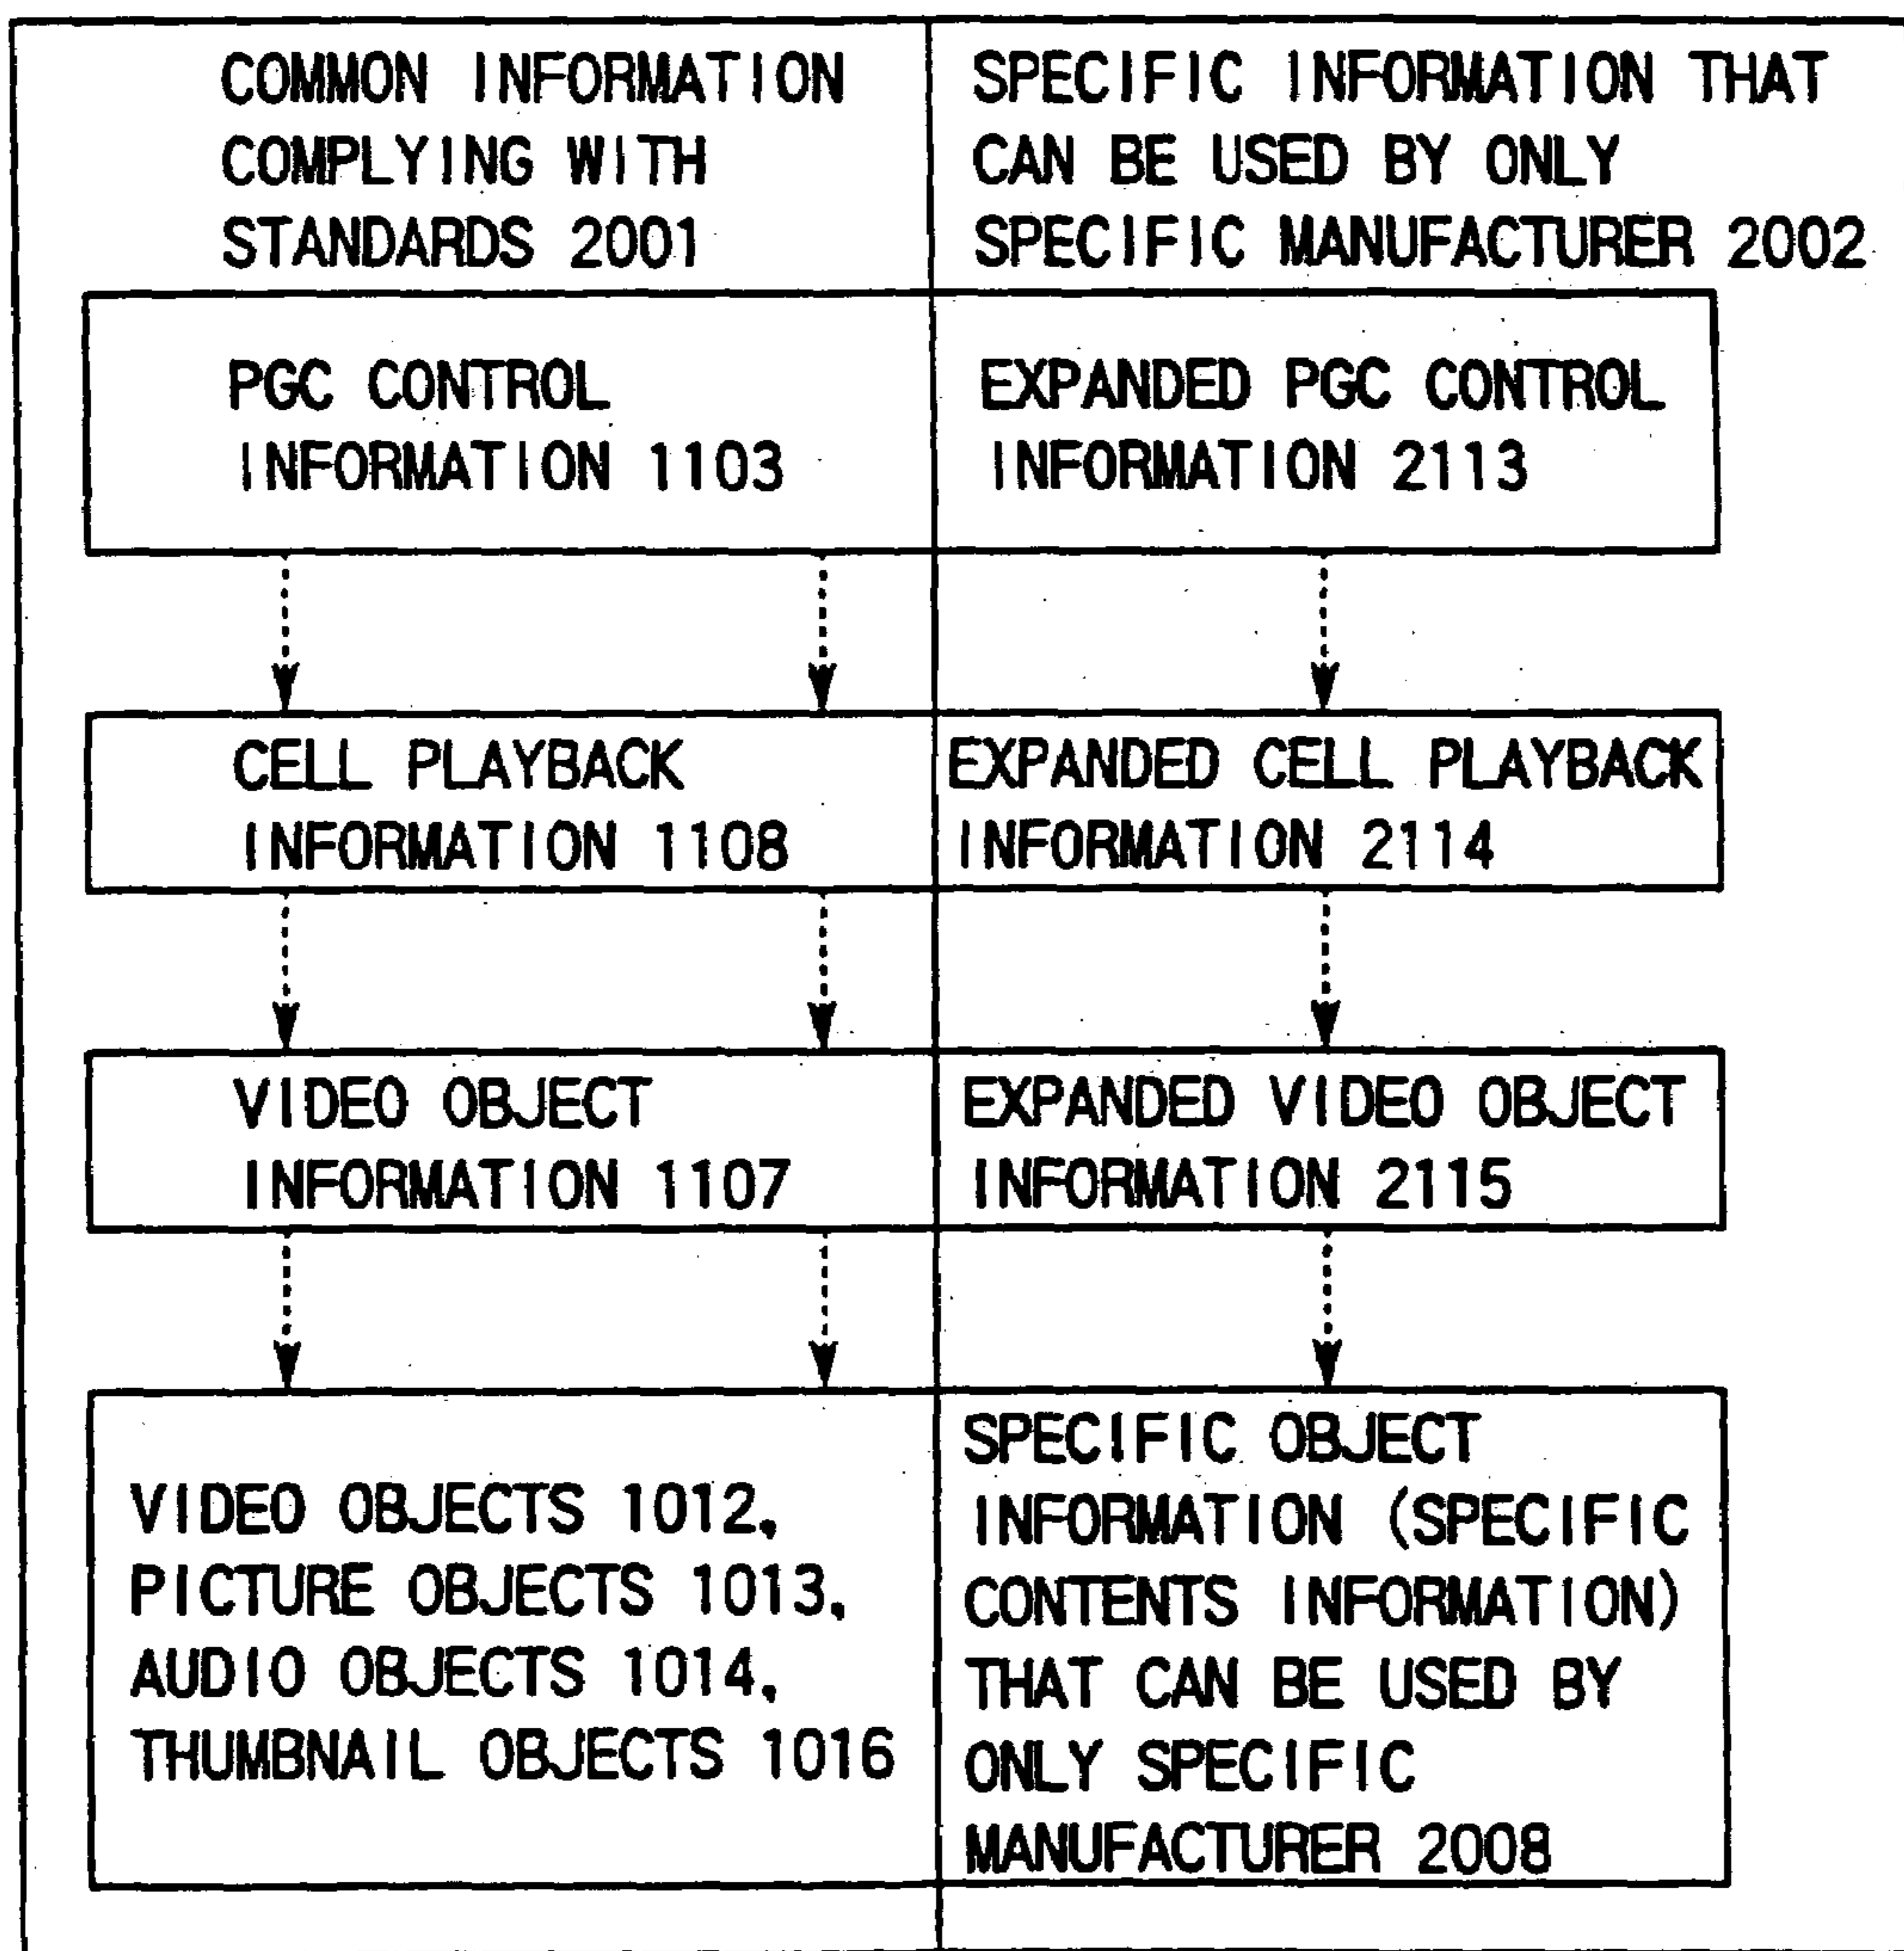 COMMON INFORMATION
COMPLYING WITH
STANDARDS 2001
SPECIFIC INFORMATION THAT
CAN BE USED BY ONLY
SPECIFIC MANUFACTURER 2002
PGC CONTROL
INFORMATION 1103
EXPANDED PGC CONTROL
INFORMATION 2113
CELL PLAYBACK
INFORMATION 1108
EXPANDED CELL PLAYBACK
INFORMATION 2114
VIDEO OBJECT
INFORMATION 1107
EXPANDED VIDEO OBJECT
INFORMATION 2115
VIDEO OBJECTS 1012,
PICTURE OBJECTS 1013,
AUDIO OBJECTS 1014,
THUMBNAIL OBJECTS 1016
SPECIFIC OBJECT
INFORMATION (SPECIFIC
CONTENTS INFORMATION)
THAT CAN BE USED BY
ONLY SPECIFIC
MANUFACTURER 2008